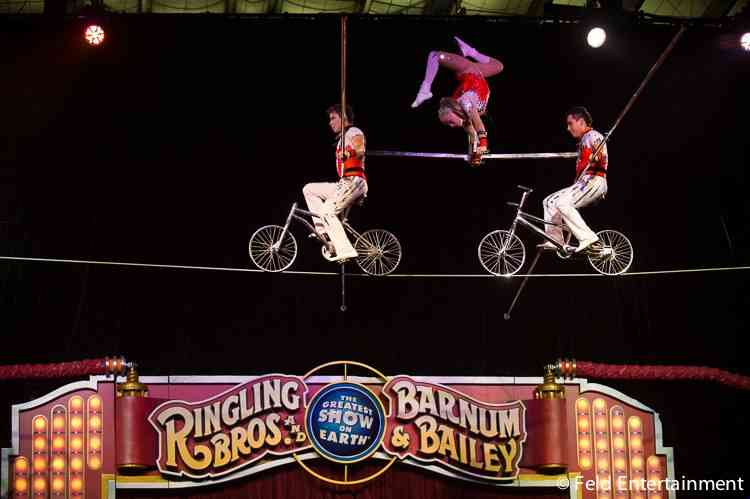 RINGLING
BROS. AND
THE
GREATEST
SHOW
ON
EARTH
BARNUM
& BAILEY
© Feld Entertainment